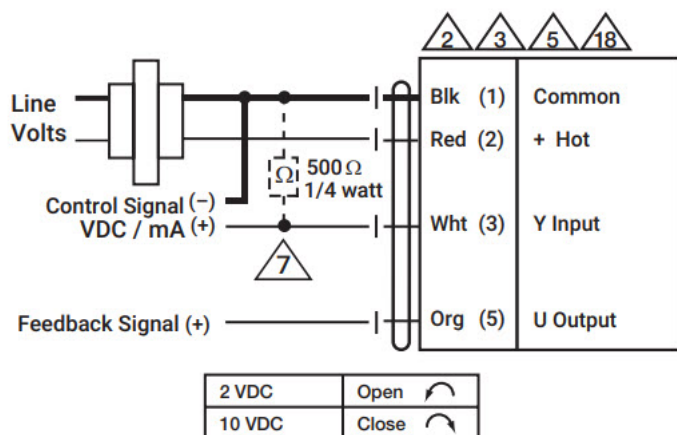 2 3 5 18
Line
Volts
Blk (1) Common
Red (2) + Hot
Ω 500 Ω
1/4 watt
Control Signal (–)
VDC / mA (+)
Wht (3) Y Input
7
Feedback Signal (+)
Org (5) U Output
2 VDC Open
10 VDC Close